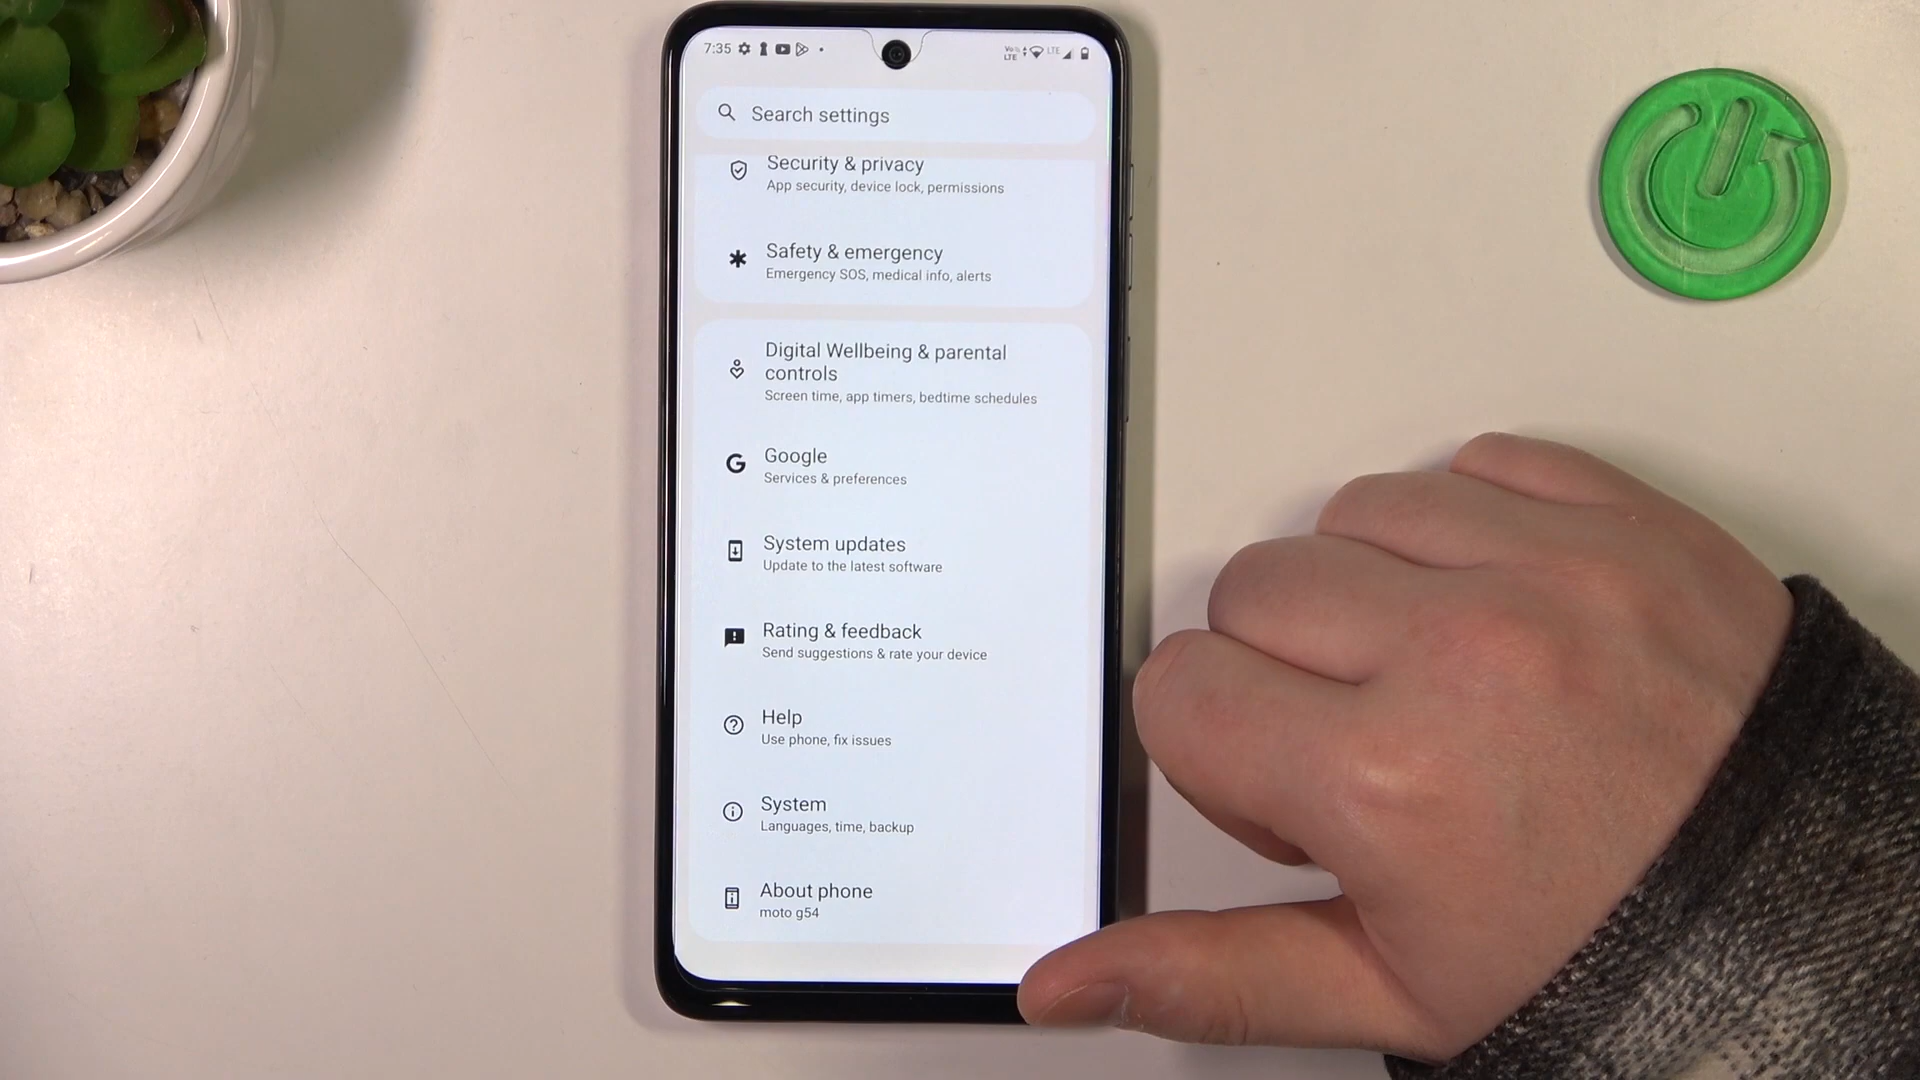 7:35
Vo
LTE
LTE
Search settings
Security & privacy
App security, device lock, permissions
Safety & emergency
Emergency SOS, medical info, alerts
Digital Wellbeing & parental
controls
Screen time, app timers, bedtime schedules
Google
Services & preferences
System updates
Update to the latest software
Rating & feedback
Send suggestions & rate your device
Help
Use phone, fix issues
System
Languages, time, backup
About phone
moto g54